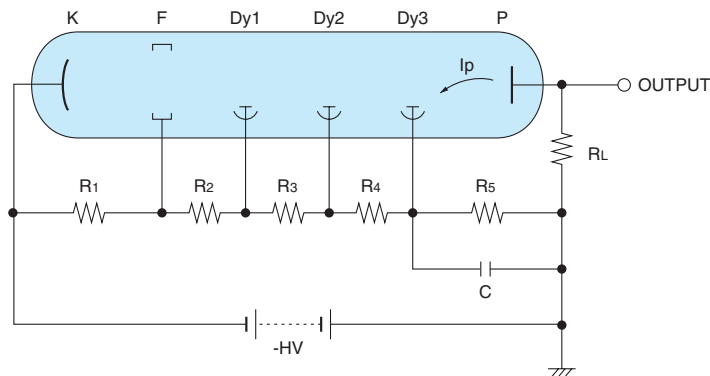 K F Dy1 Dy2 Dy3 P
Ip
OUTPUT
RL
R1 R2 R3 R4 R5
C
-HV